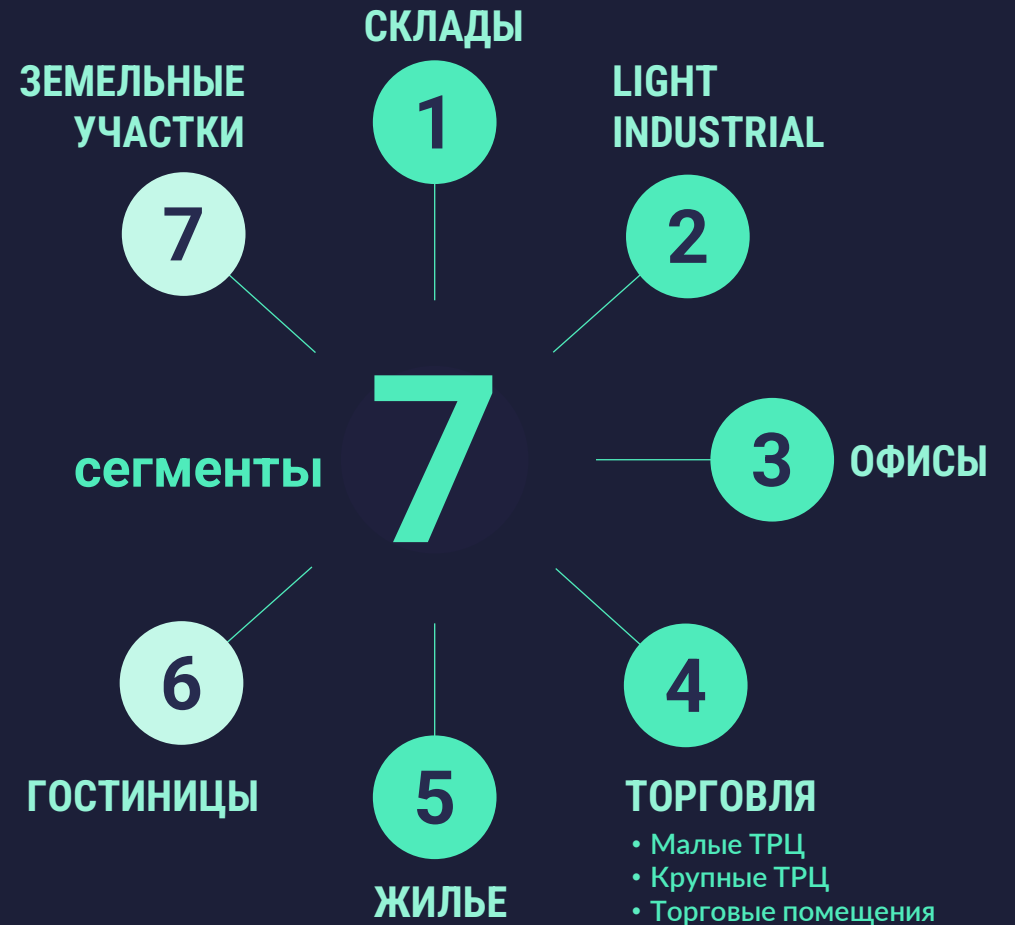 СКЛАДЫ
1
LIGHT
INDUSTRIAL
2
3
ОФИСЫ
4
ТОРГОВЛЯ
• Малые ТРЦ
• Крупные ТРЦ
• Торговые помещения
5
ЖИЛЬЕ
6
ГОСТИНИЦЫ
ЗЕМЕЛЬНЫЕ
УЧАСТКИ
7
сегменты 7